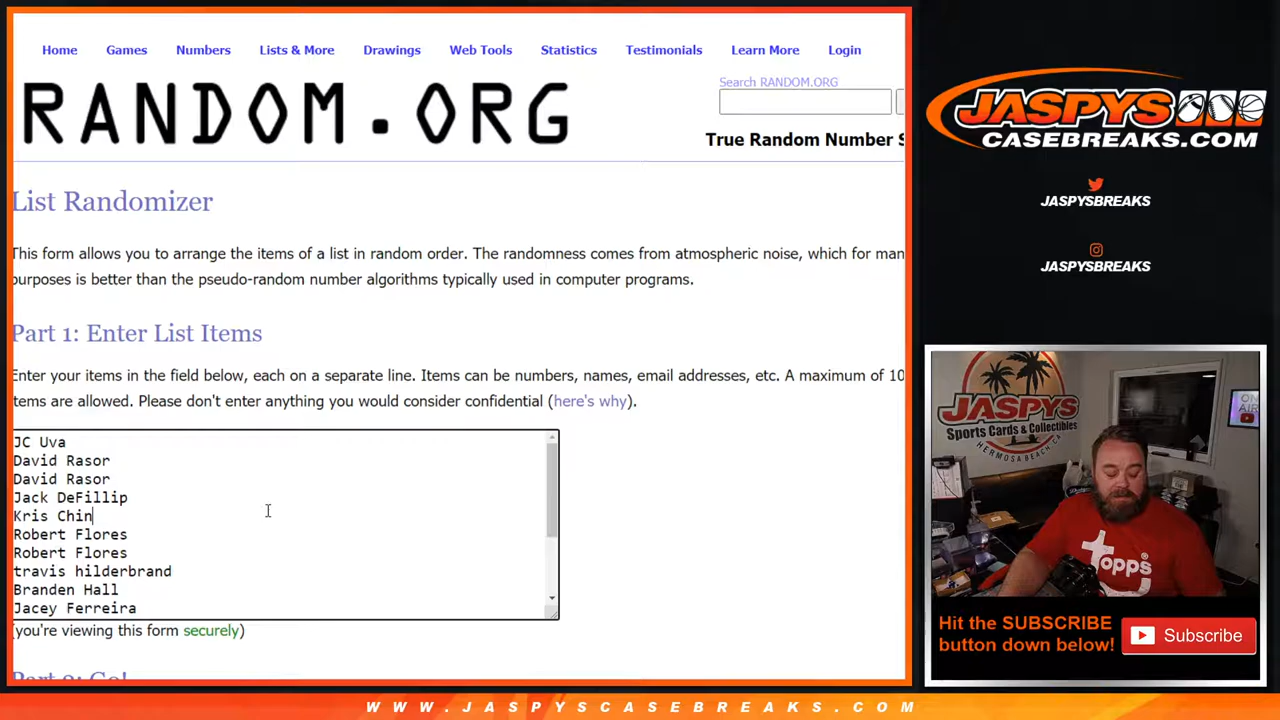 Home Games Numbers Lists & More Drawings Web Tools Statistics Testimonials Learn More Login
Search RANDOM.ORG
RANDOM.ORG
True Random Number S
List Randomizer
This form allows you to arrange the items of a list in random order. The randomness comes from atmospheric noise, which for man
purposes is better than the pseudo-random number algorithms typically used in computer programs.
Part 1: Enter List Items
Enter your items in the field below, each on a separate line. Items can be numbers, names, email addresses, etc. A maximum of 10
tems are allowed. Please don't enter anything you would consider confidential (here's why).
JC Uva
David Rasor
David Rasor
Jack DeFillip
Kris Chin
Robert Flores
Robert Flores
travis hilderbrand
Branden Hall
Jacey Ferreira
(you're viewing this form securely)
Part 2: Go!
JASPYS
CASEBREAKS.COM
JASPYSBREAKS
JASPYSBREAKS
JASPYS
Sports Cards & Collectibles
HERMOSA BEACH CA
ON
AIR
topps
Hit the SUBSCRIBE
button down below!
Subscribe
WWW.JASPYSCASEBREAKS.COM